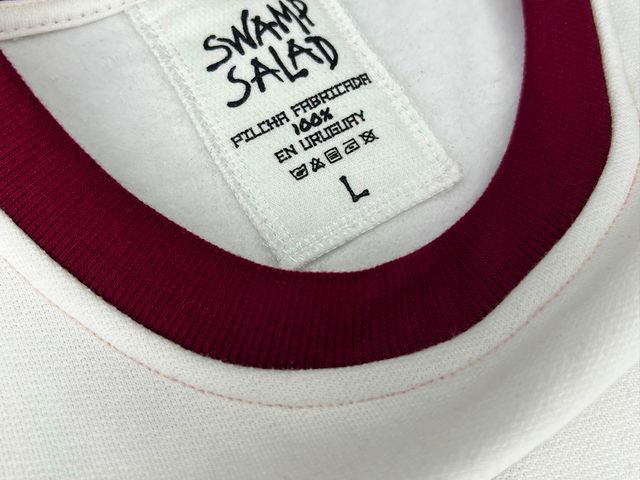 SWAMP
SALAD
PILCHA FABRICADA
100%
EN URUGUAY
L